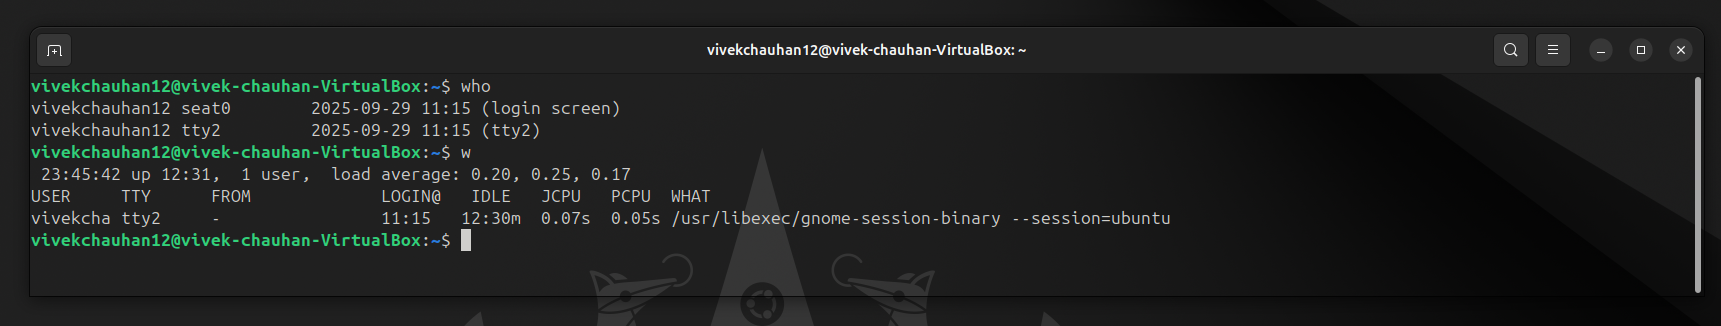 vivekchauhan12@vivek-chauhan-VirtualBox: ~
vivekchauhan12@vivek-chauhan-VirtualBox:~$ who
vivekchauhan12 seat0        2025-09-29 11:15 (login screen)
vivekchauhan12 tty2         2025-09-29 11:15 (tty2)
vivekchauhan12@vivek-chauhan-VirtualBox:~$ w
 23:45:42 up 12:31,  1 user,  load average: 0.20, 0.25, 0.17
USER     TTY      FROM             LOGIN@   IDLE   JCPU   PCPU  WHAT
vivekcha tty2     -                11:15   12:30m  0.07s  0.05s /usr/libexec/gnome-session-binary --session=ubuntu
vivekchauhan12@vivek-chauhan-VirtualBox:~$